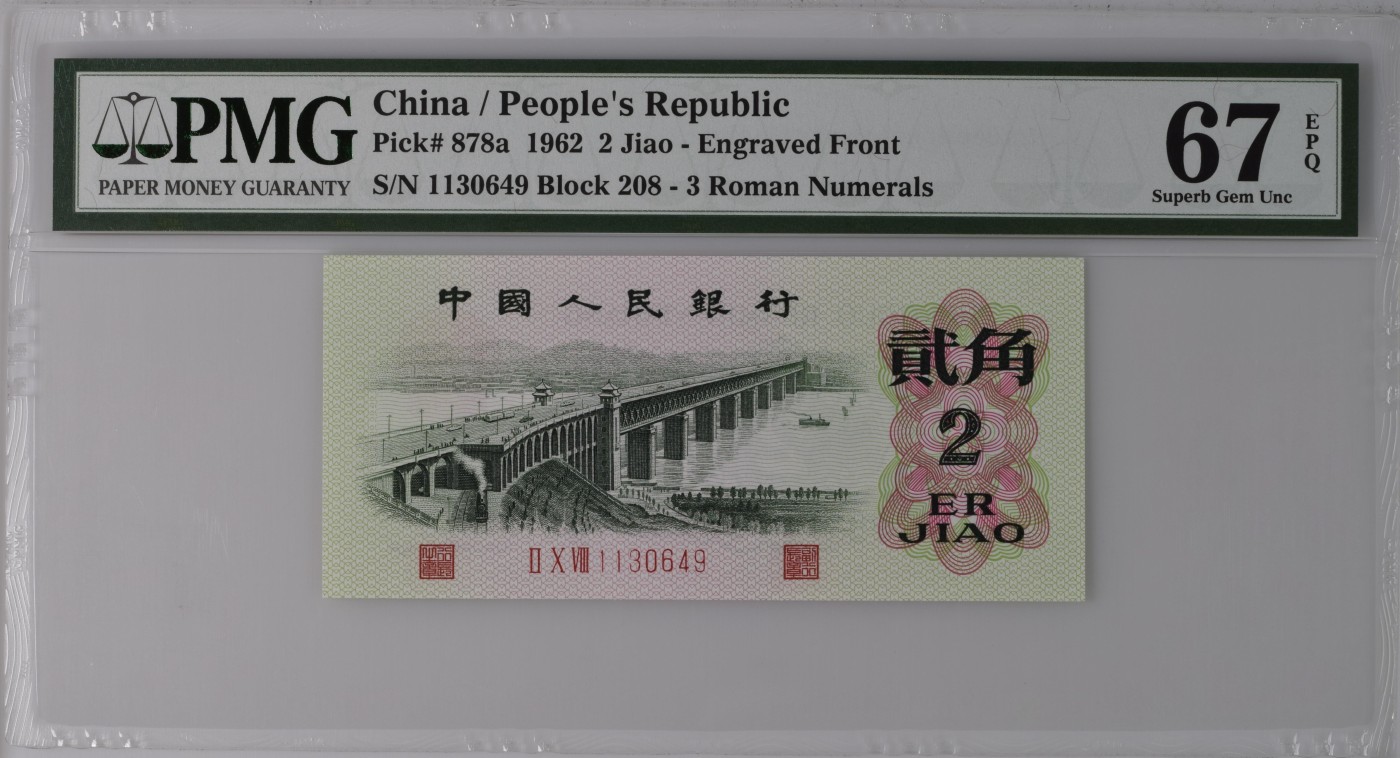 PMG
PAPER MONEY GUARANTY
China / People's Republic
Pick# 878a 1962 2 Jiao - Engraved Front
S/N 1130649 Block 208 - 3 Roman Numerals
67
EPQ
Superb Gem Unc
中國人民銀行
貳角
2
ER
JIAO
II X VIII 1130649